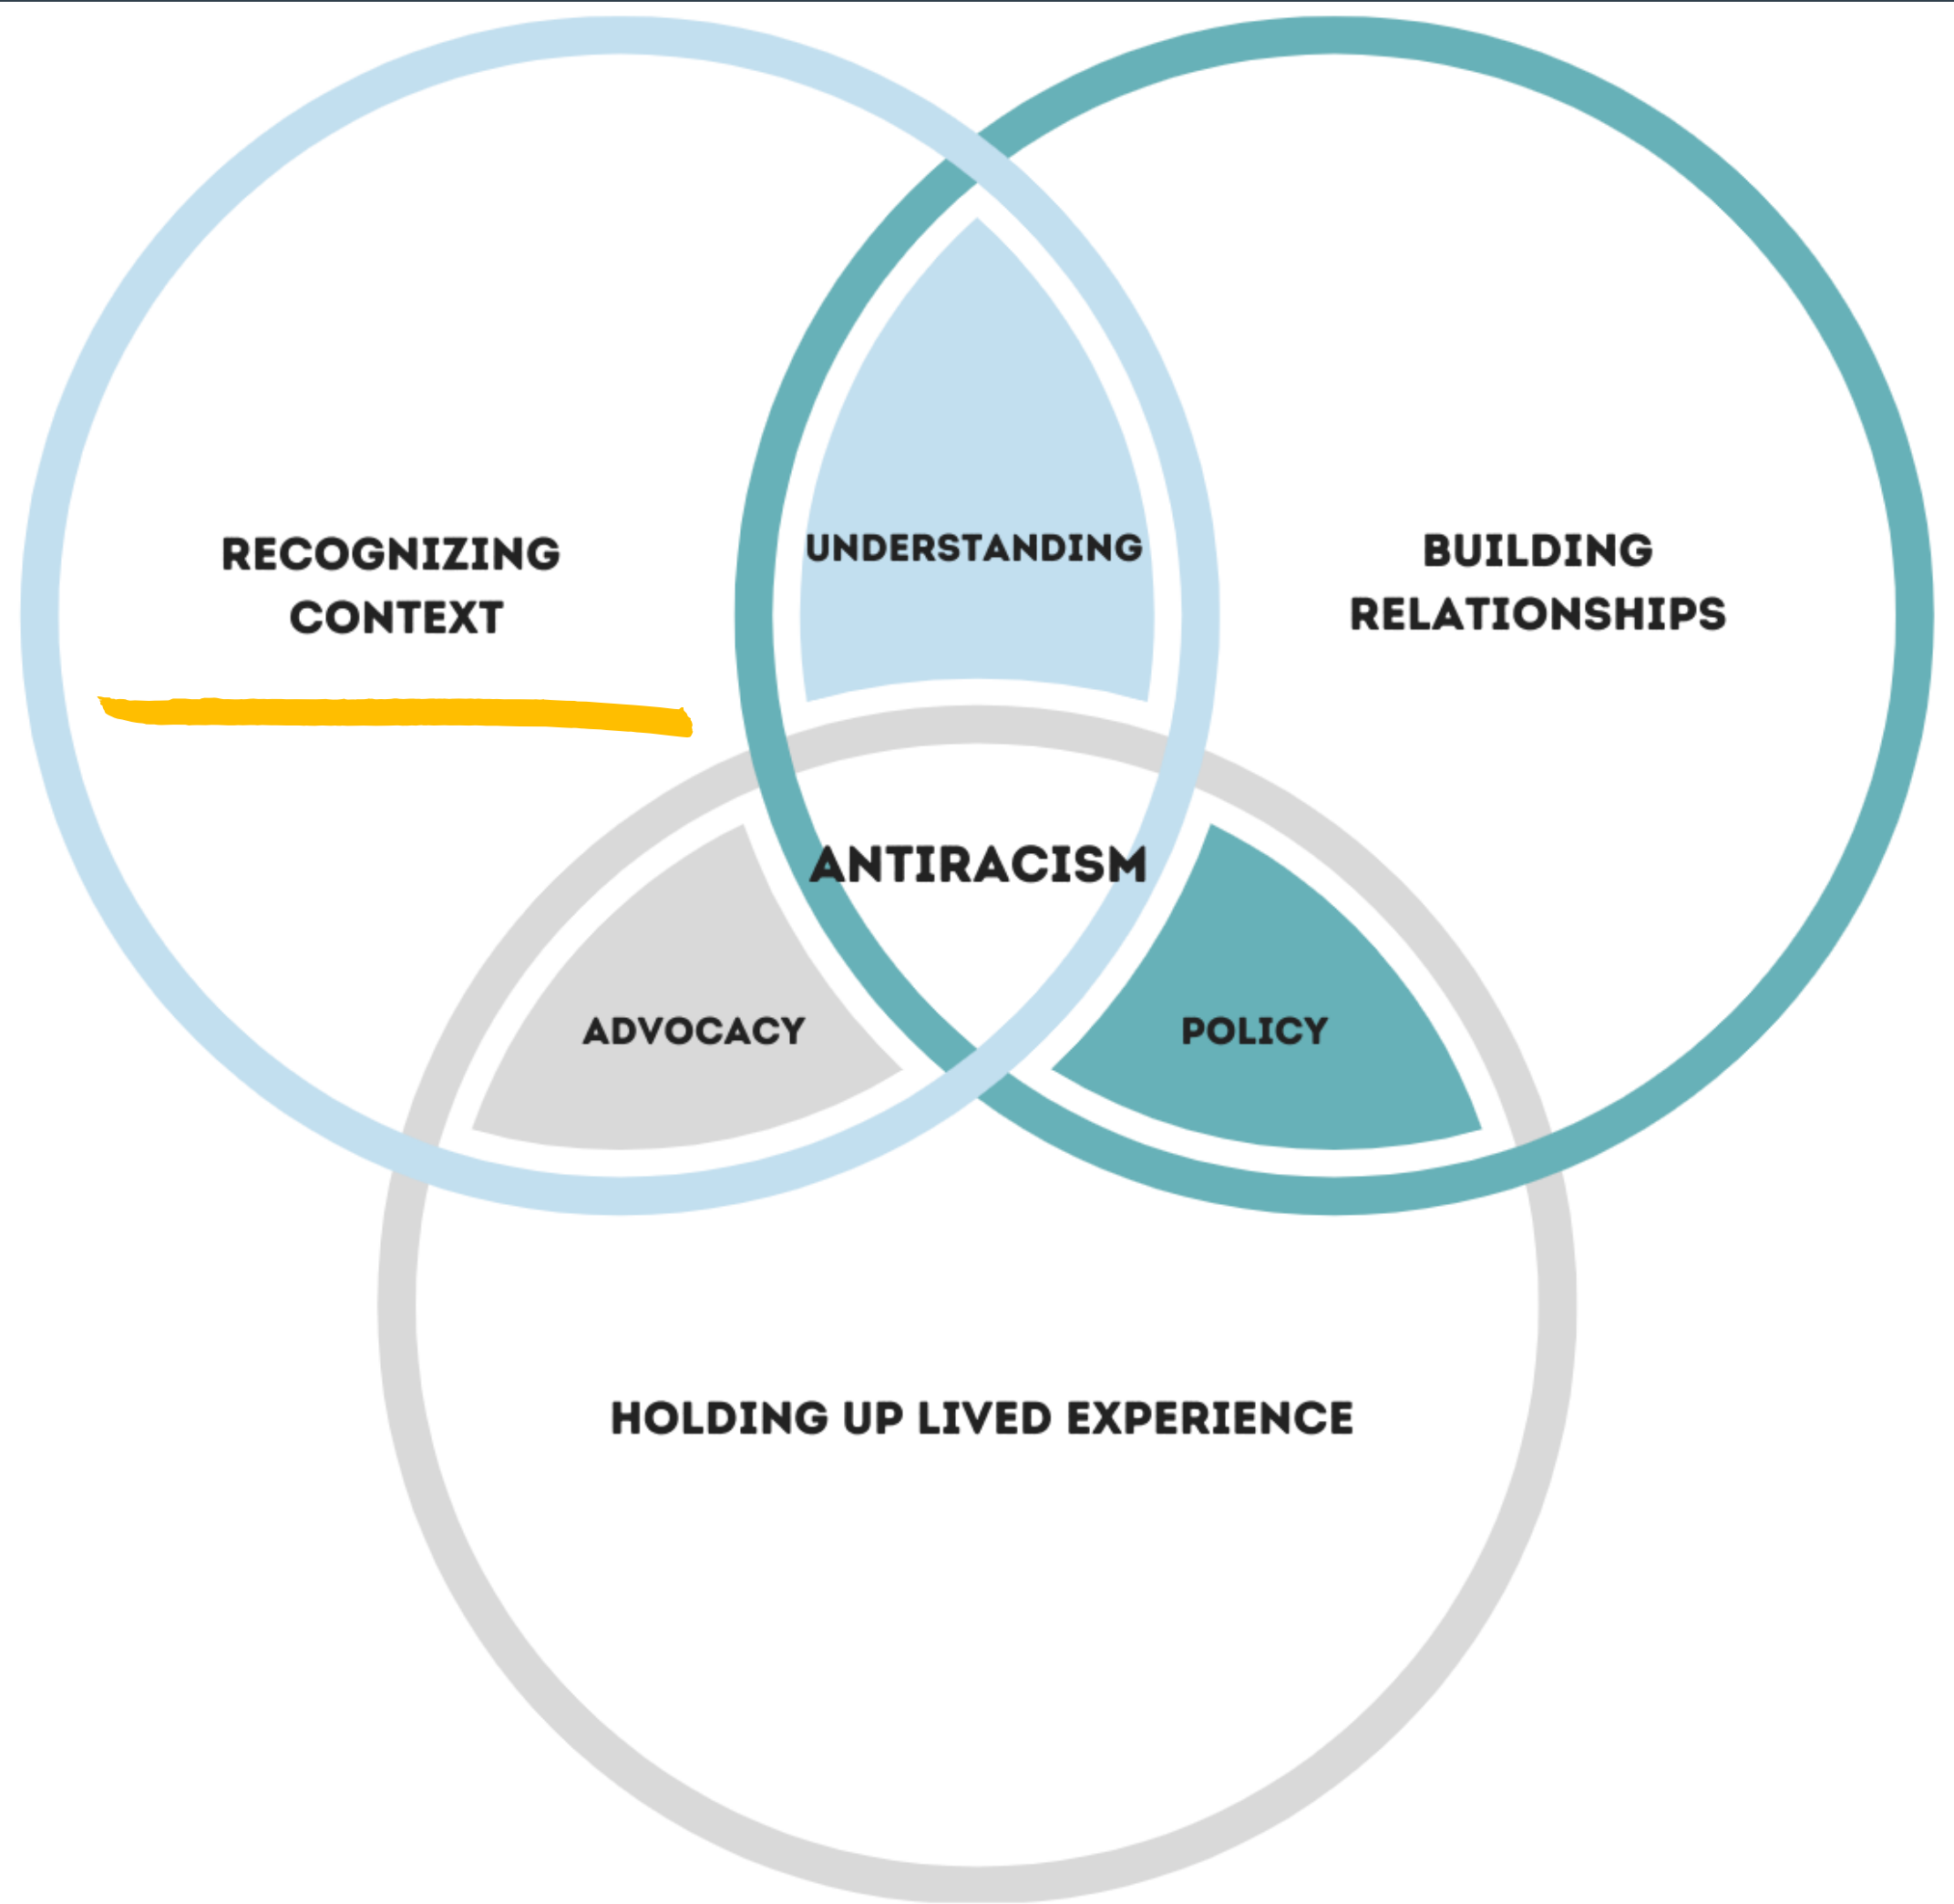 RECOGNIZING
CONTEXT
UNDERSTANDING
BUILDING
RELATIONSHIPS
ANTIRACISM
ADVOCACY
POLICY
HOLDING UP LIVED EXPERIENCE